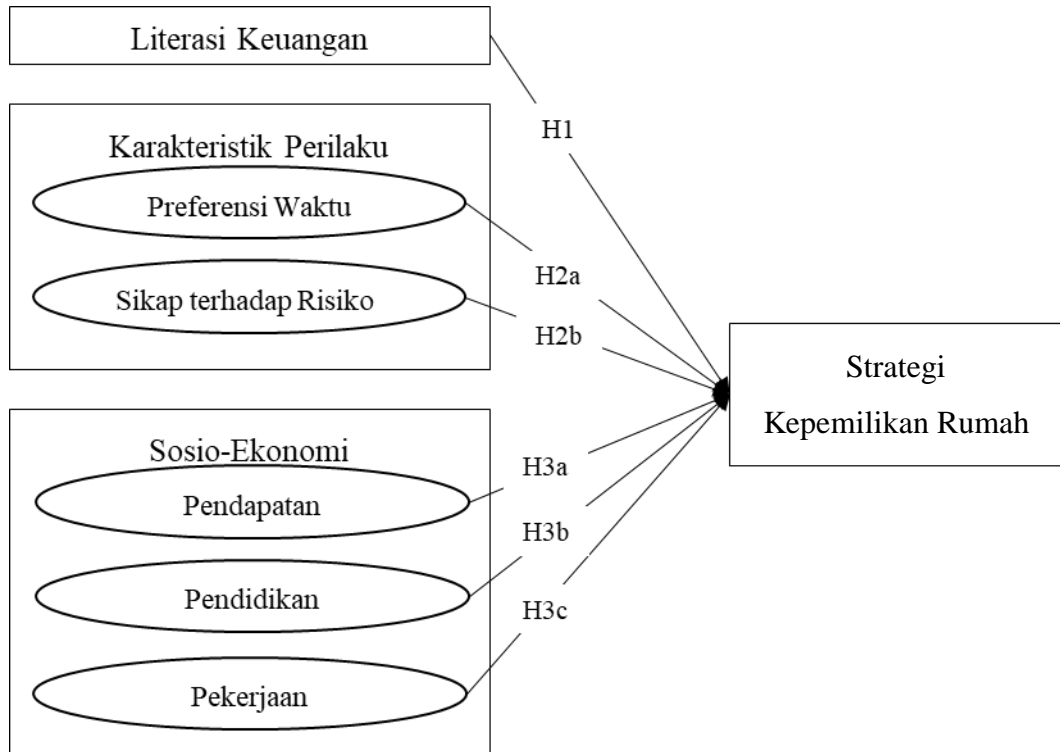 Literasi Keuangan
H1
Karakteristik Perilaku
Preferensi Waktu
H2a
Sikap terhadap Risiko
H2b
Strategi
Kepemilikan Rumah
Sosio-Ekonomi
H3a
Pendapatan
H3b
Pendidikan
H3c
Pekerjaan